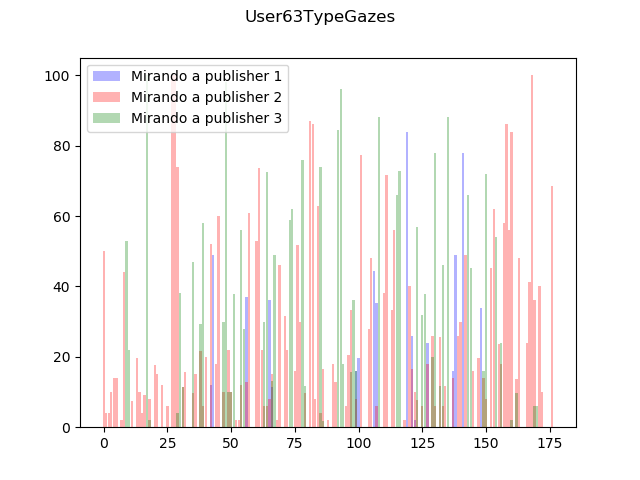 User63TypeGazes
Mirando a publisher 1
Mirando a publisher 2
Mirando a publisher 3
100
80
60
40
20
0
0 25 50 75 100 125 150 175